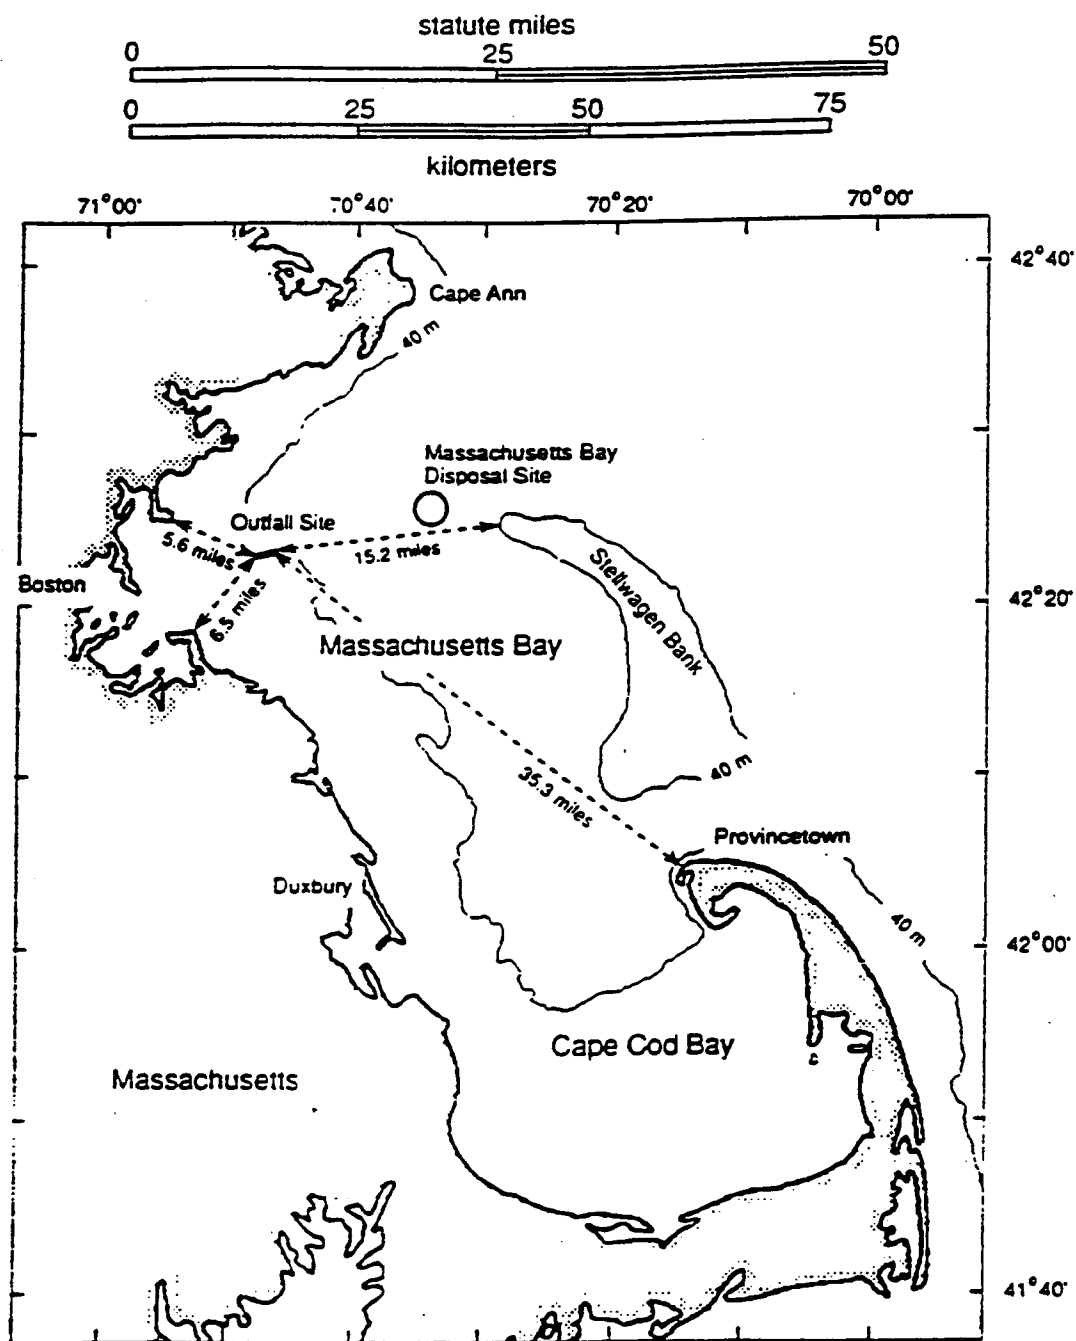 statute miles
0 25 50
0 25 50 75
kilometers
71°00' 70°40' 70°20' 70°00'
42°40'
Cape Ann
40 m
Massachusetts Bay
Disposal Site
Outfall Site
5.6 miles
15.2 miles
Boston
6.5 miles
Stellwagen Bank
42°20'
Massachusetts Bay
40 m
35.3 miles
Provincetown
Duxbury
40 m
42°00'
Cape Cod Bay
Massachusetts
41°40'